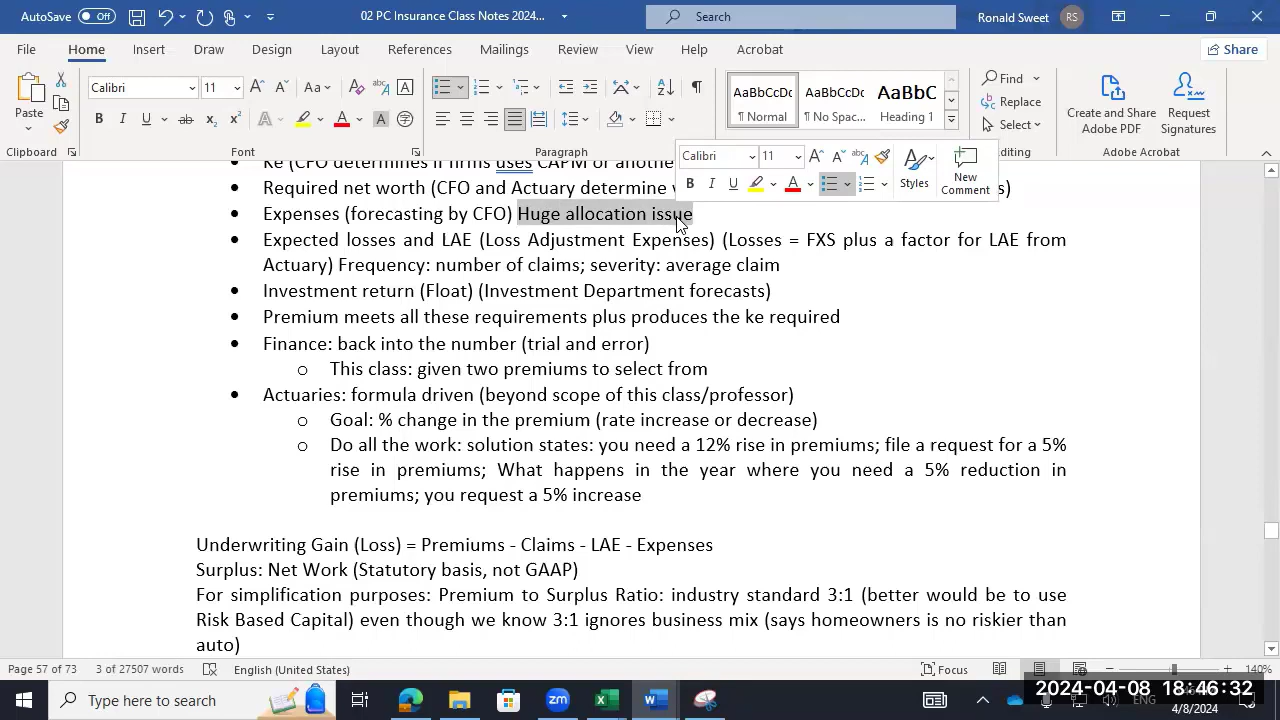 AutoSave Off 02 PC Insurance Class Notes 2024... Search Ronald Sweet RS
File Home Insert Draw Design Layout References Mailings Review View Help Acrobat Share
Paste Clipboard
Calibri 11 Font
Paragraph
AaBbCcDc AaBbCcDc AaBbC
¶ Normal ¶ No Spac... Heading 1
Find Replace Select Editing
Create and Share Adobe PDF Request Signatures Adobe Acrobat
Calibri 11 Styles New Comment
• Ke (CFO determines if firms uses CAPM or anothe
• Required net worth (CFO and Actuary determine s)
• Expenses (forecasting by CFO) Huge allocation issue
• Expected losses and LAE (Loss Adjustment Expenses) (Losses = FXS plus a factor for LAE from
Actuary) Frequency: number of claims; severity: average claim
• Investment return (Float) (Investment Department forecasts)
• Premium meets all these requirements plus produces the ke required
• Finance: back into the number (trial and error)
o This class: given two premiums to select from
• Actuaries: formula driven (beyond scope of this class/professor)
o Goal: % change in the premium (rate increase or decrease)
o Do all the work: solution states: you need a 12% rise in premiums; file a request for a 5%
rise in premiums; What happens in the year where you need a 5% reduction in
premiums; you request a 5% increase
Underwriting Gain (Loss) = Premiums - Claims - LAE - Expenses
Surplus: Net Work (Statutory basis, not GAAP)
For simplification purposes: Premium to Surplus Ratio: industry standard 3:1 (better would be to use
Risk Based Capital) even though we know 3:1 ignores business mix (says homeowners is no riskier than
auto)
Page 57 of 73 3 of 27507 words English (United States) Focus 140%
Type here to search 2024-04-08 18:46:32
ENG 4/8/2024